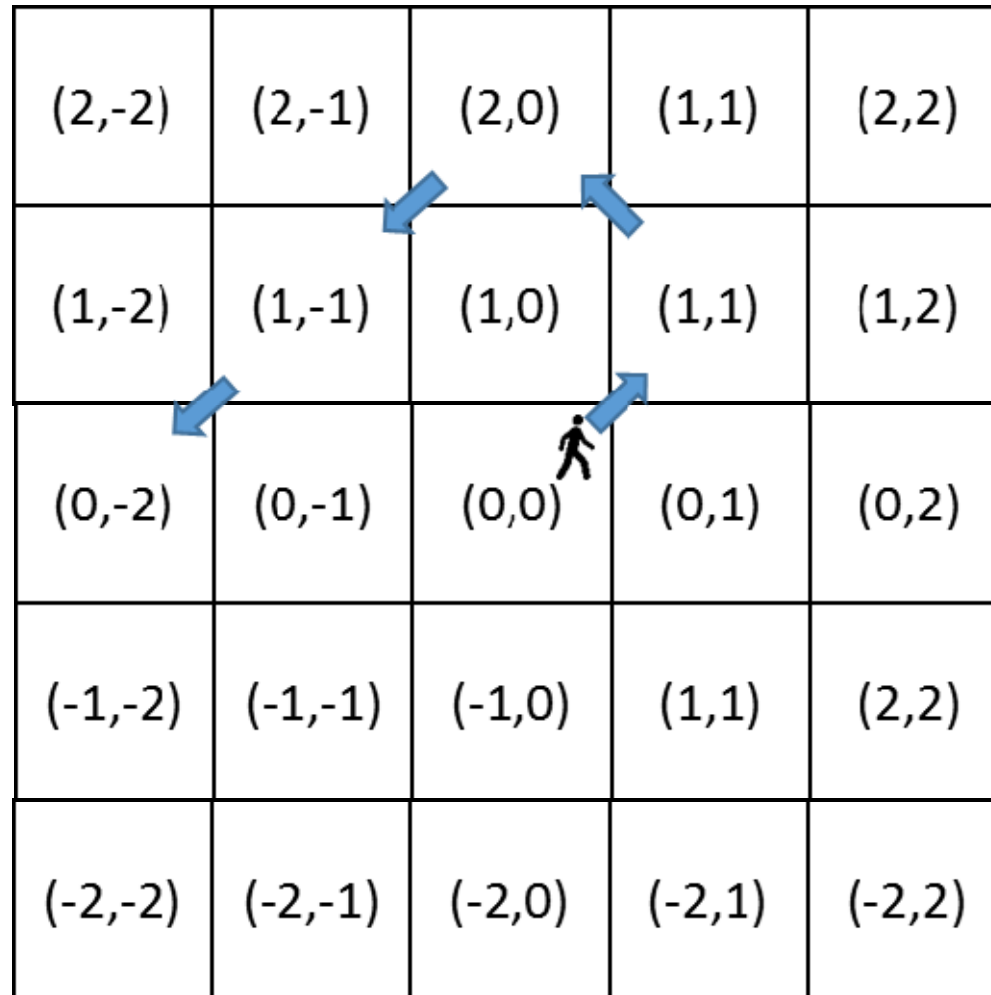 (2,-2) (2,-1) (2,0) (1,1) (2,2)
(1,-2) (1,-1) (1,0) (1,1) (1,2)
(0,-2) (0,-1) (0,0) (0,1) (0,2)
(-1,-2) (-1,-1) (-1,0) (1,1) (2,2)
(-2,-2) (-2,-1) (-2,0) (-2,1) (-2,2)